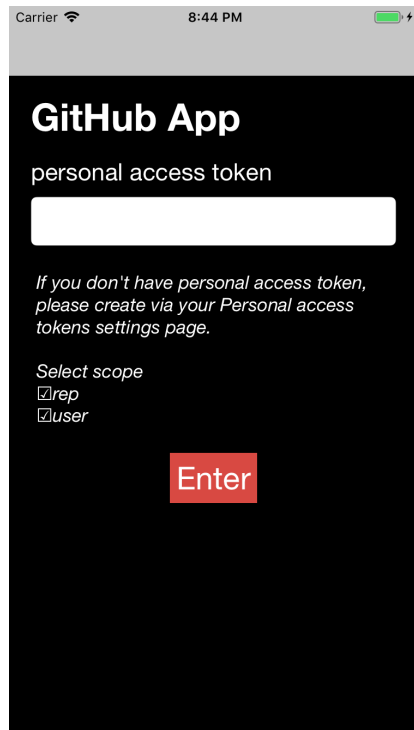 Carrier 8:44 PM
GitHub App
personal access token
If you don't have personal access token,
please create via your Personal access
tokens settings page.
Select scope
☑rep
☑user
Enter